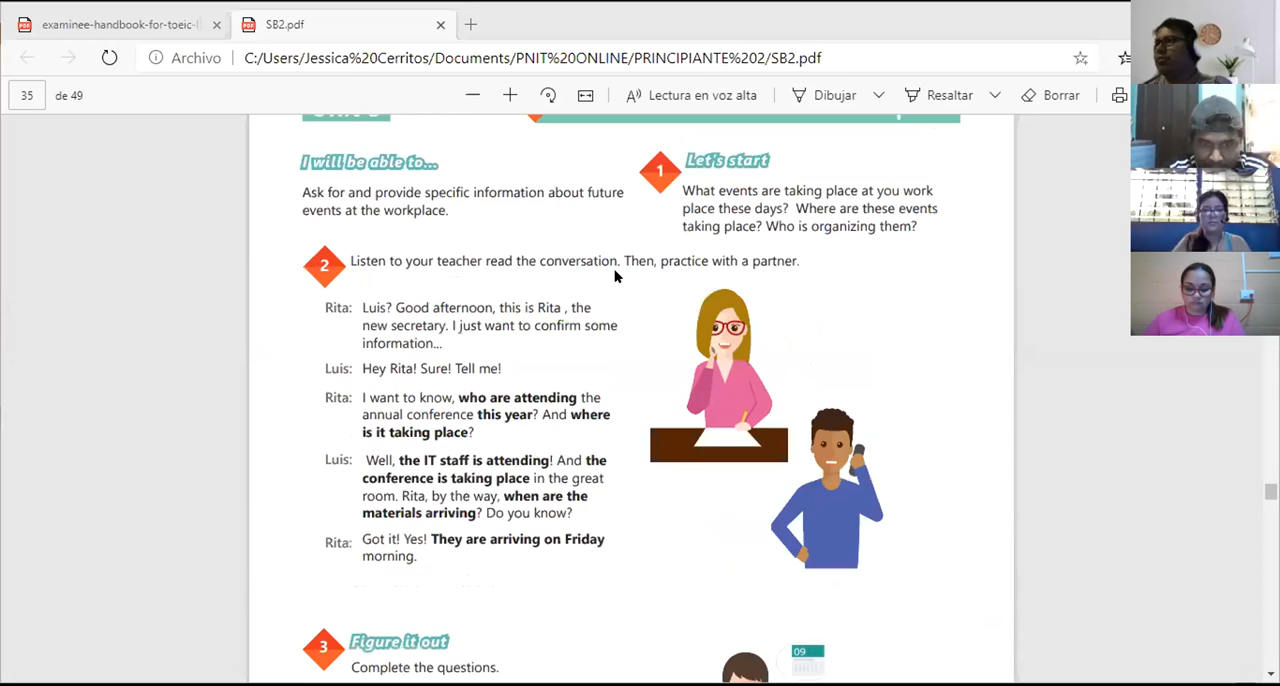 examinee-handbook-for-toeic-l
SB2.pdf
Archivo
C:/Users/Jessica%20Cerritos/Documents/PNIT%20ONLINE/PRINCIPIANTE%202/SB2.pdf
35
de 49
Lectura en voz alta
Dibujar
Resaltar
Borrar
I will be able to...
Ask for and provide specific information about future
events at the workplace.
1
Let's start
What events are taking place at you work
place these days? Where are these events
taking place? Who is organizing them?
2
Listen to your teacher read the conversation. Then, practice with a partner.
Rita: Luis? Good afternoon, this is Rita , the
new secretary. I just want to confirm some
information...
Luis: Hey Rita! Sure! Tell me!
Rita: I want to know, who are attending the
annual conference this year? And where
is it taking place?
Luis: Well, the IT staff is attending! And the
conference is taking place in the great
room. Rita, by the way, when are the
materials arriving? Do you know?
Rita: Got it! Yes! They are arriving on Friday
morning.
3
Figure it out
Complete the questions.
09